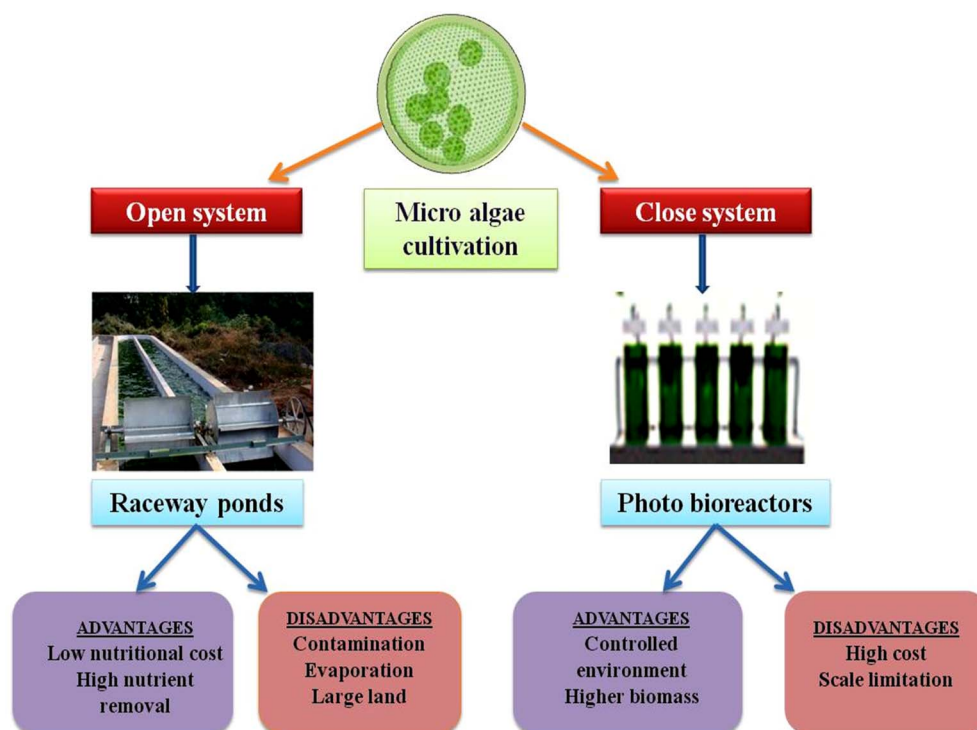 Open system
Micro algae
cultivation
Close system
Raceway ponds
Photo bioreactors
ADVANTAGES
Low nutritional cost
High nutrient
removal
DISADVANTAGES
Contamination
Evaporation
Large land
ADVANTAGES
Controlled
environment
Higher biomass
DISADVANTAGES
High cost
Scale limitation